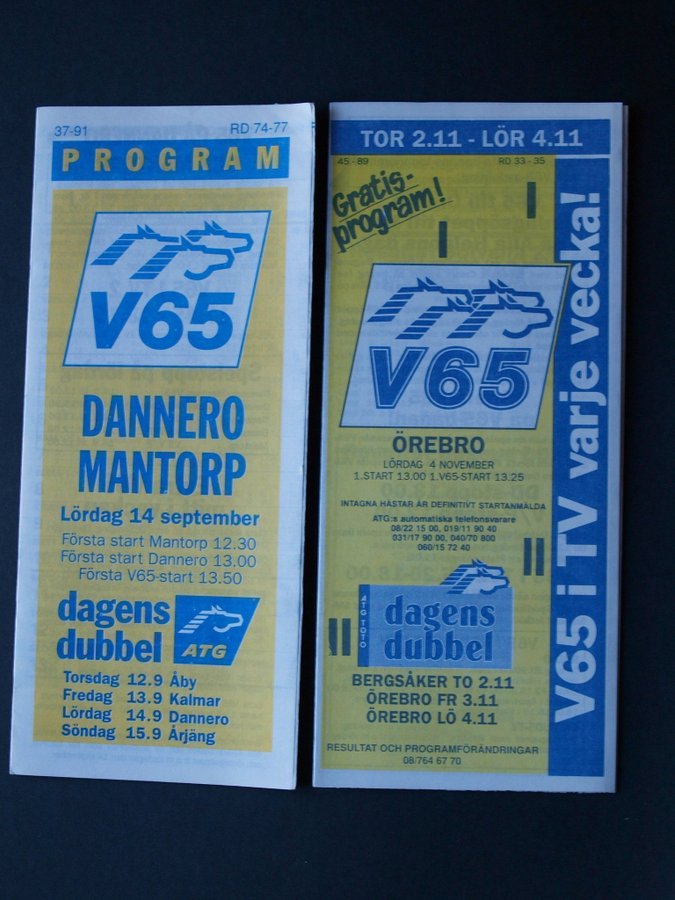 37-91 RD 74-77
PROGRAM
V65
DANNERO
MANTORP
Lördag 14 september
Första start Mantorp 12.30
Första start Dannero 13.00
Första V65-start 13.50
dagens
dubbel
ATG
Torsdag 12.9 Åby
Fredag 13.9 Kalmar
Lördag 14.9 Dannero
Söndag 15.9 Årjäng
TOR 2.11 - LÖR 4.11
45 - 89 RD 33 - 35
Gratis-
program!
V65
ÖREBRO
LÖRDAG 4 NOVEMBER
1.START 13.00 1.V65-START 13.25
INTAGNA HÄSTAR ÄR DEFINITIVT STARTANMÄLDA
ATG:s automatiska telefonsvarare
08/22 15 00, 019/11 90 40
031/17 90 00, 040/70 800
060/15 72 40
ATG TOTO
dagens
dubbel
BERGSÅKER TO 2.11
ÖREBRO FR 3.11
ÖREBRO LÖ 4.11
RESULTAT OCH PROGRAMFÖRÄNDRINGAR
08/764 67 70
V65 i TV varje vecka!